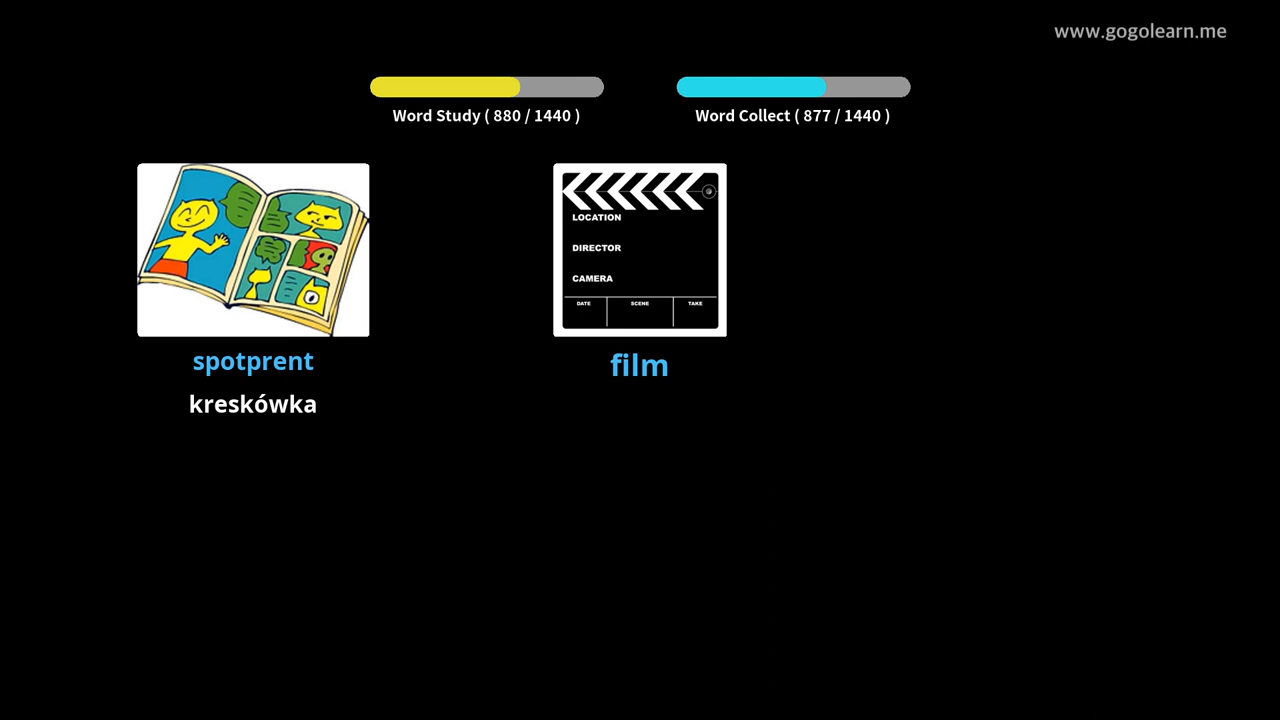 www.gogolearn.me
Word Study ( 880 / 1440 )
Word Collect ( 877 / 1440 )
LOCATION
DIRECTOR
CAMERA
DATE SCENE TAKE
spotprent
film
kreskówka